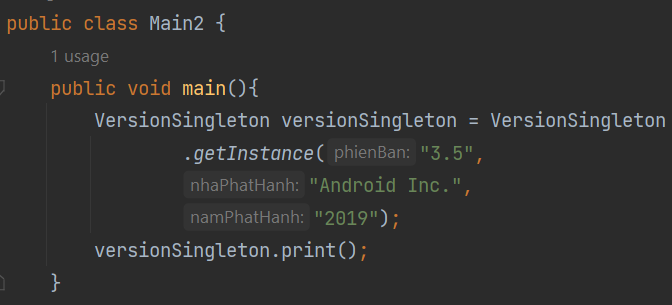 public class Main2 {
1 usage
public void main(){
VersionSingleton versionSingleton = VersionSingleton
.getInstance( phienBan: "3.5",
nhaPhatHanh: "Android Inc.",
namPhatHanh: "2019");
versionSingleton.print();
}